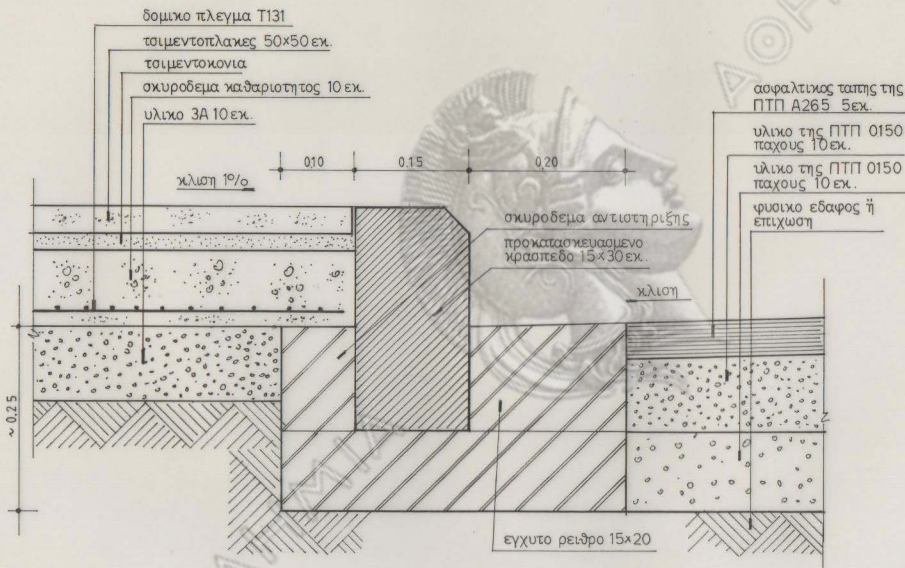 δομικο πλεγμα Τ131
τσιμεντοπλακες 50×50 εκ.
τσιμεντοκονια
σκυροδεμα καθαριοτητος 10 εκ.
υλικο 3Α 10 εκ.
κλιση 1%
010
0.15
0,20
ασφαλτικος ταπης της
ΠΤΠ Α265 5εκ.
υλικο της ΠΤΠ 0150
παχους 10 εκ.
υλικο της ΠΤΠ 0150
παχους 10 εκ.
φυσικο εδαφος ἤ
επιχωση
σκυροδεμα αντιστηριξης
προκατασκευασμενο
κρασπεδο 15×30 εκ.
κλιση
~ 0.25
εγχυτο ρειθρο 15×20